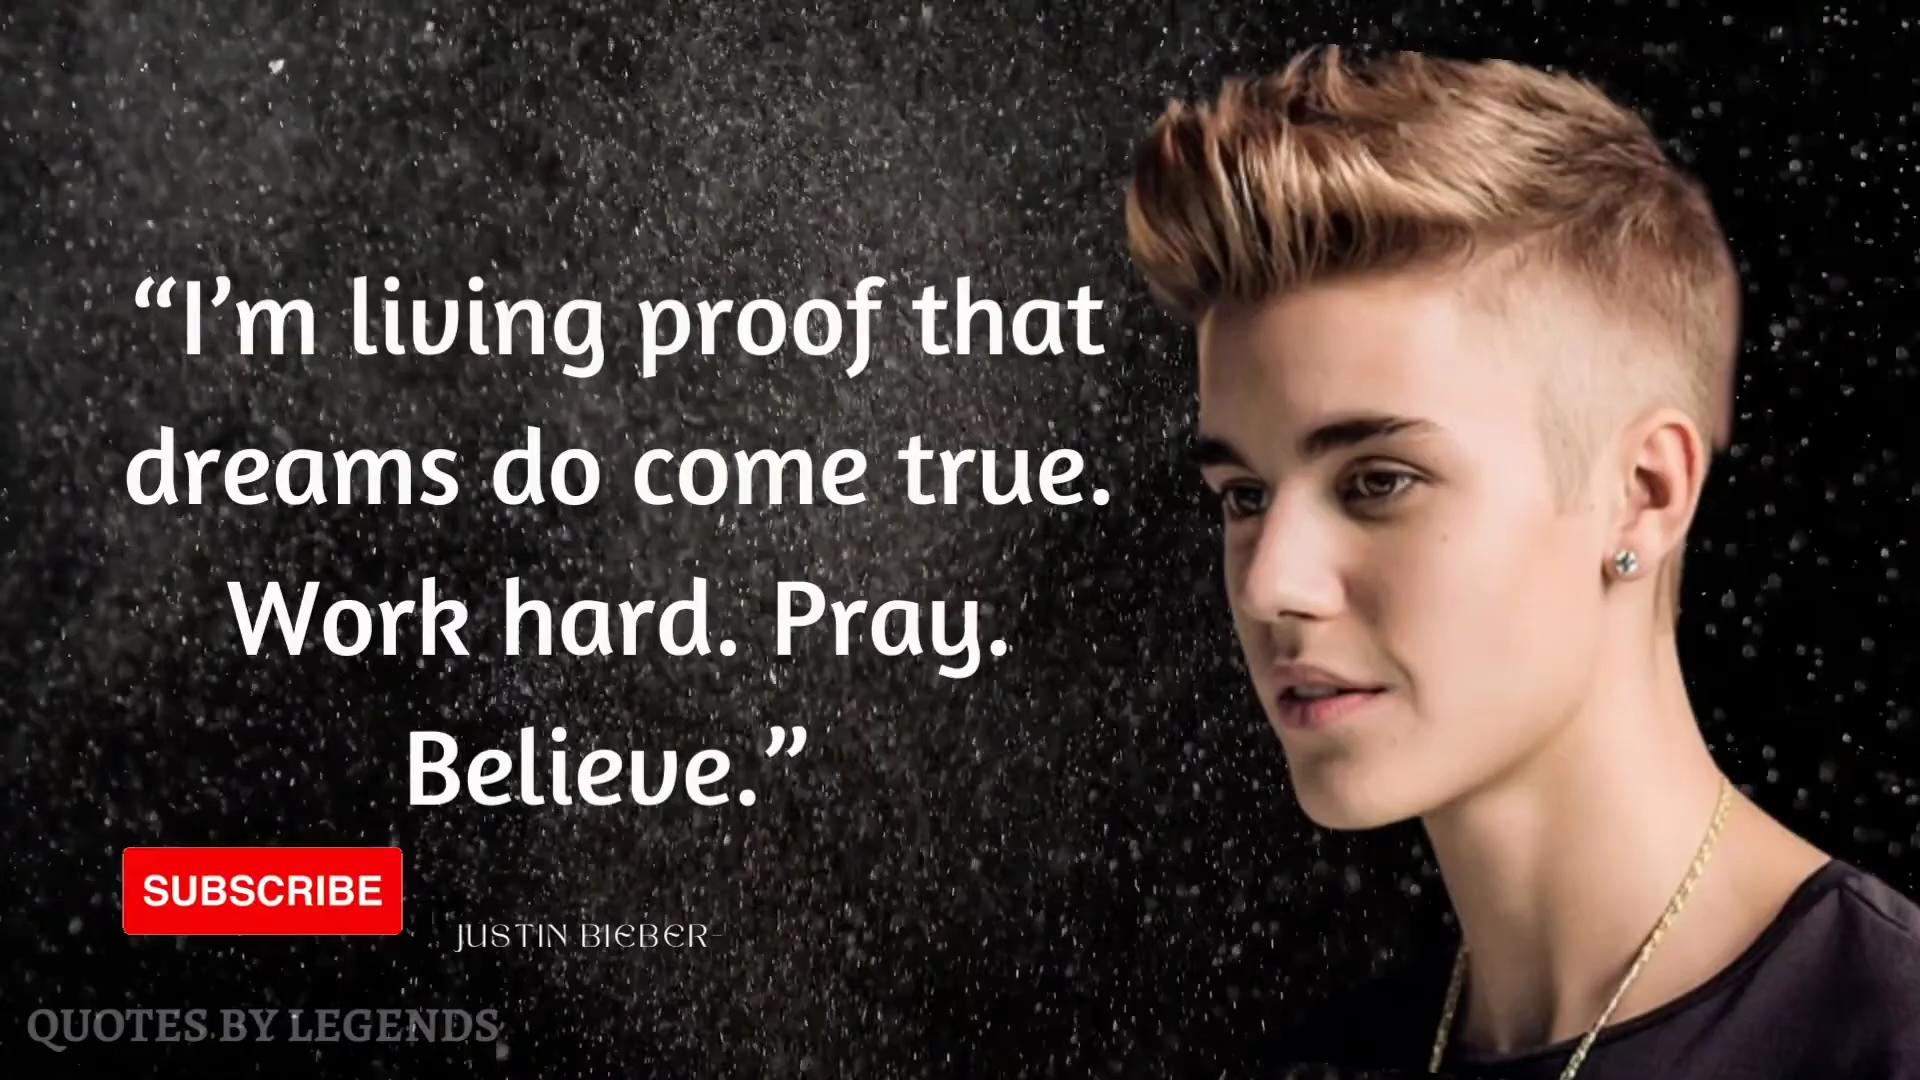 “I’m living proof that
dreams do come true.
Work hard. Pray.
Believe.”
SUBSCRIBE
JUSTIN BIEBER-
QUOTES BY LEGENDS